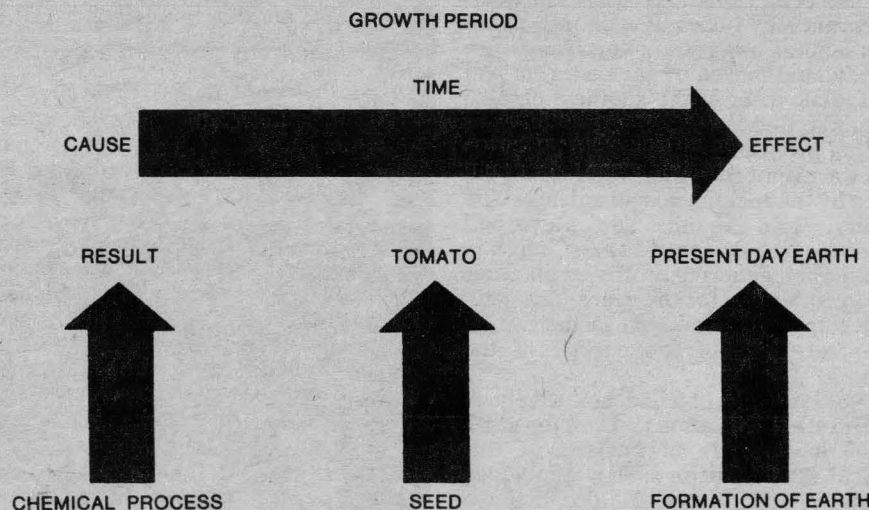 GROWTH PERIOD
TIME
CAUSE EFFECT
RESULT TOMATO PRESENT DAY EARTH
CHEMICAL PROCESS SEED FORMATION OF EARTH